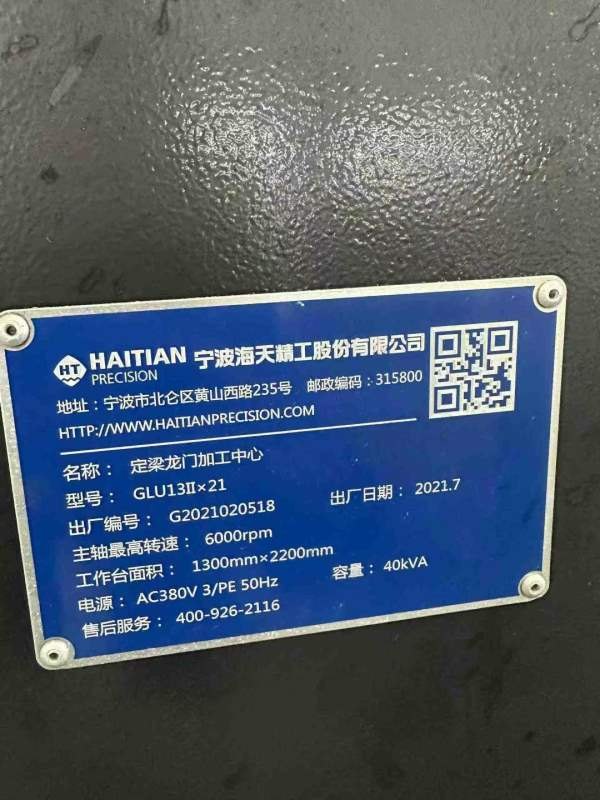 HT HAITIAN PRECISION 宁波海天精工股份有限公司
地址：宁波市北仑区黄山西路235号 邮政编码：315800
HTTP://WWW.HAITIANPRECISION.COM
名称： 定梁龙门加工中心
型号： GLU13II×21
出厂编号： G2021020518 出厂日期： 2021.7
主轴最高转速： 6000rpm
工作台面积： 1300mm×2200mm
电源： AC380V 3/PE 50Hz 容量： 40kVA
售后服务： 400-926-2116